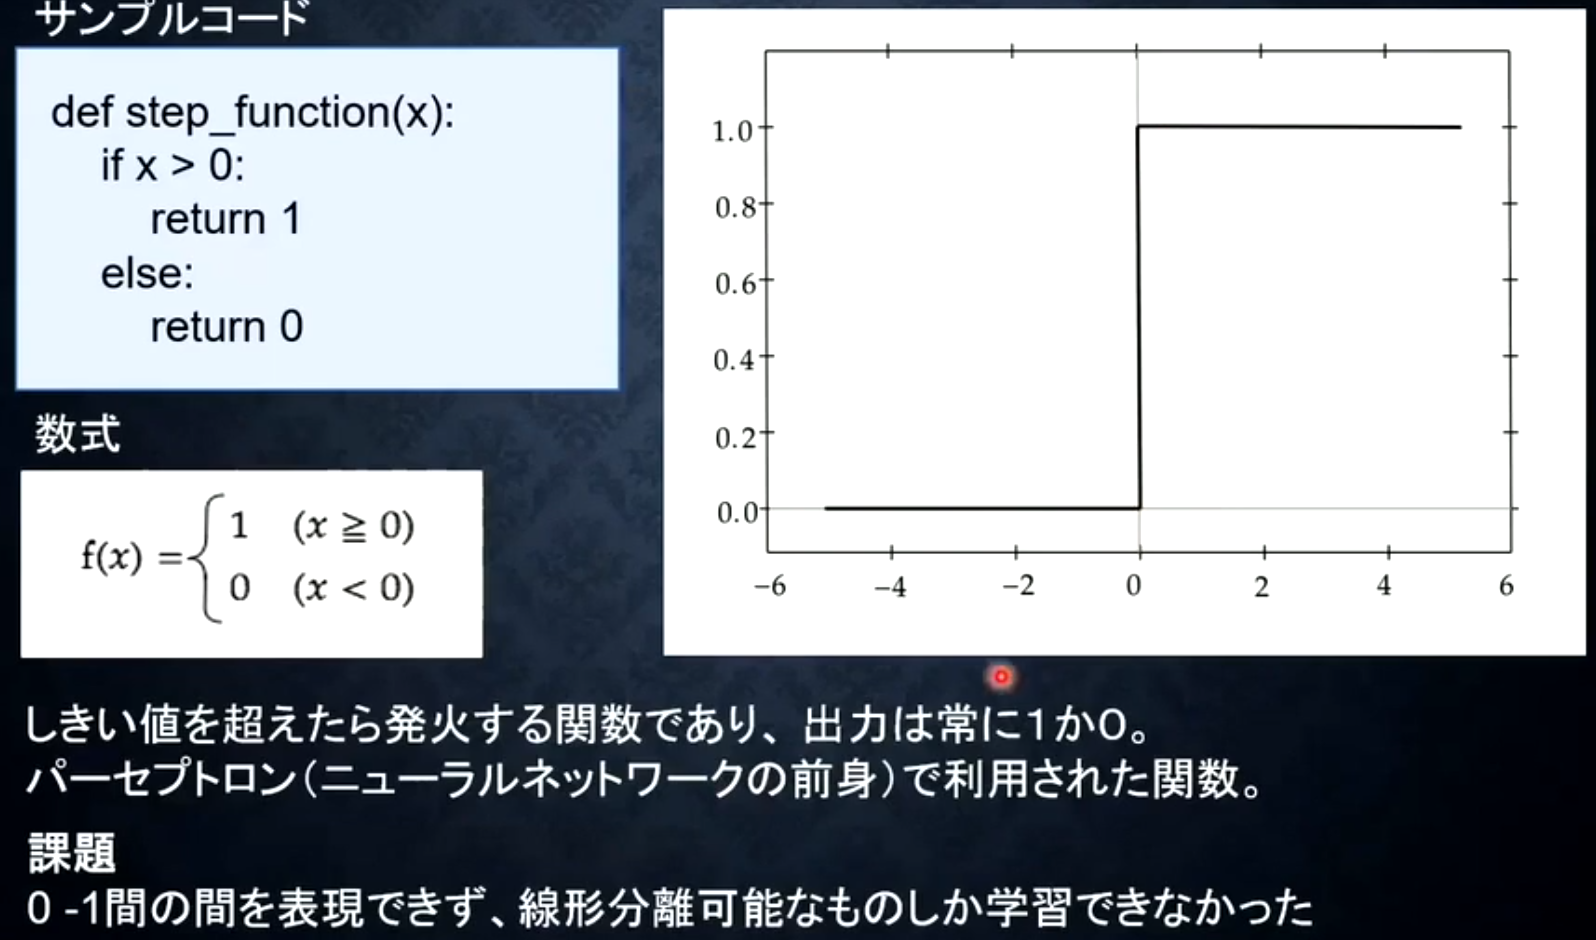 サンプルコード
def step_function(x):
if x > 0:
return 1
else:
return 0
数式
f(x) = { 1 (x ≧ 0)
0 (x < 0)
1.0
0.8
0.6
0.4
0.2
0.0
−6 −4 −2 0 2 4 6
しきい値を超えたら発火する関数であり、出力は常に1か0。
パーセプトロン(ニューラルネットワークの前身)で利用された関数。
課題
0 -1間の間を表現できず、線形分離可能なものしか学習できなかった